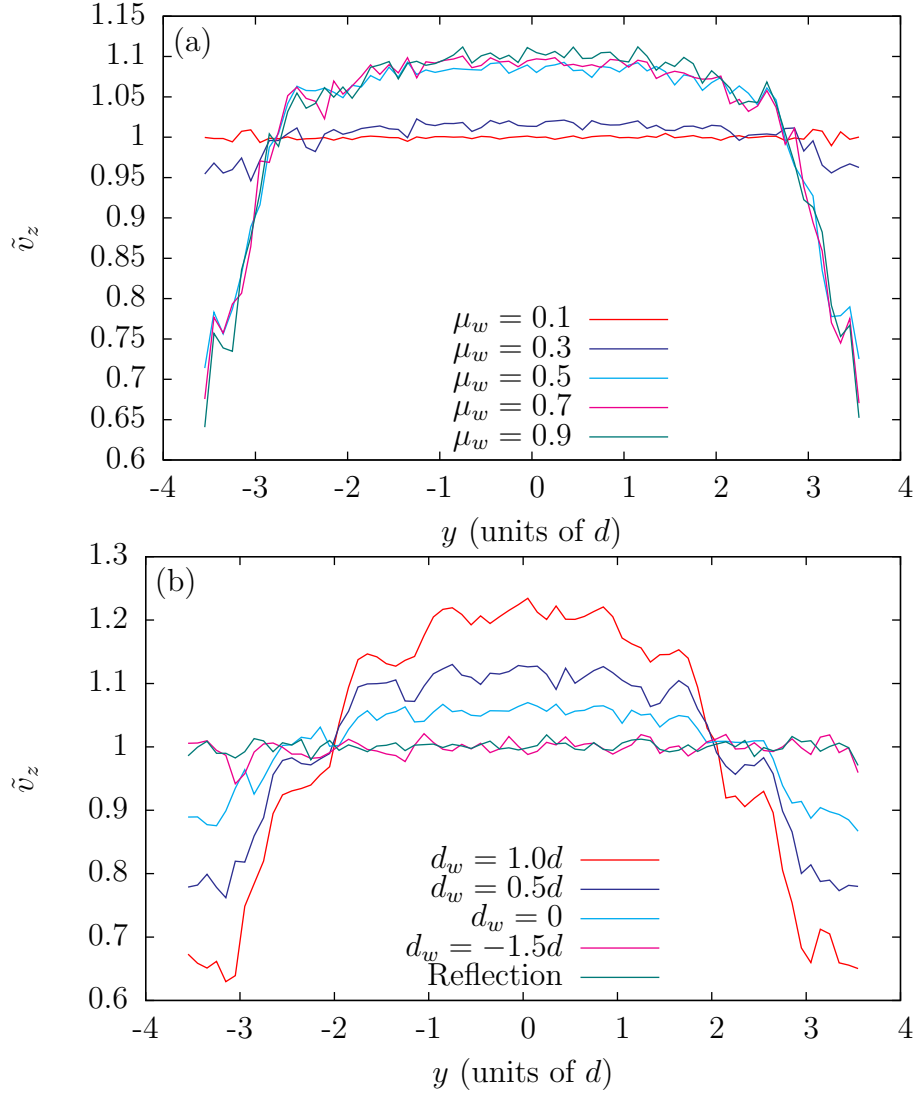 1.15
(a)
1.10
1.05
1
0.95
0.9
0.85
0.8
0.75
0.7
0.65
0.6
ṽ_z
μ_w = 0.1
μ_w = 0.3
μ_w = 0.5
μ_w = 0.7
μ_w = 0.9
-4 -3 -2 -1 0 1 2 3 4
y (units of d)
1.3
(b)
1.2
1.1
1
0.9
0.8
0.7
0.6
ṽ_z
d_w = 1.0d
d_w = 0.5d
d_w = 0
d_w = −1.5d
Reflection
-4 -3 -2 -1 0 1 2 3 4
y (units of d)